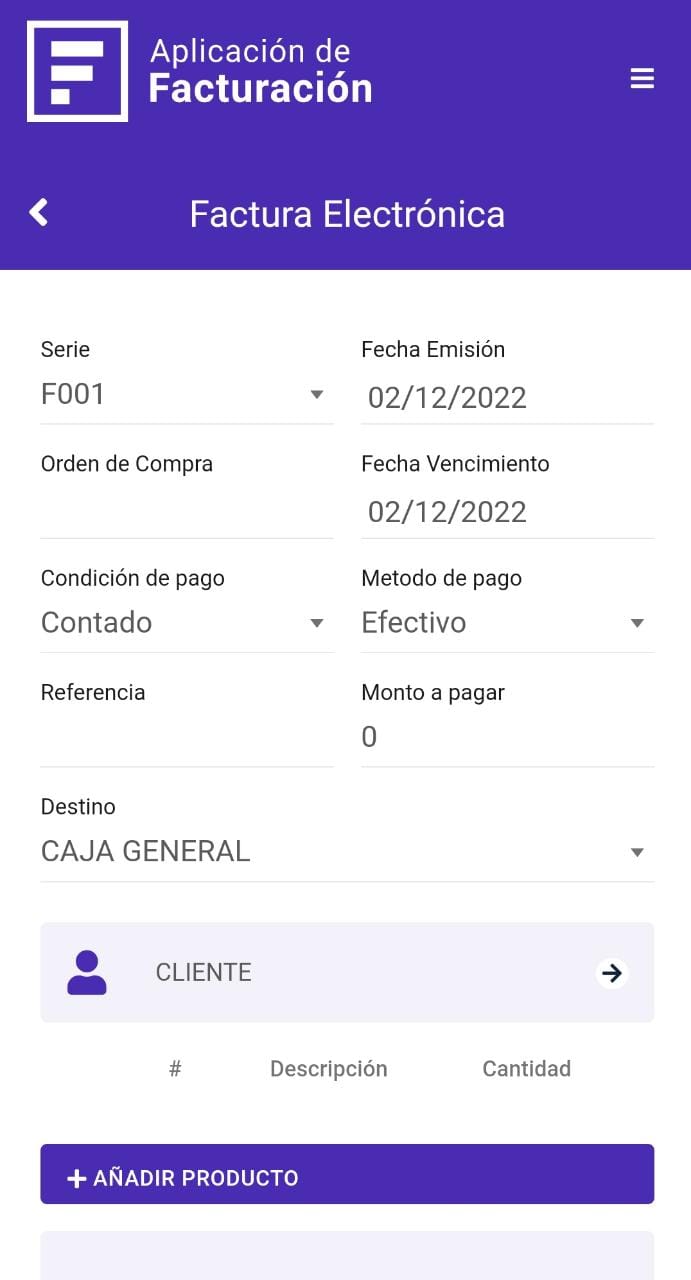 Aplicación de
Facturación
Factura Electrónica
Serie
Fecha Emisión
F001
02/12/2022
Orden de Compra
Fecha Vencimiento
02/12/2022
Condición de pago
Metodo de pago
Contado
Efectivo
Referencia
Monto a pagar
0
Destino
CAJA GENERAL
CLIENTE
# Descripción Cantidad
+ AÑADIR PRODUCTO